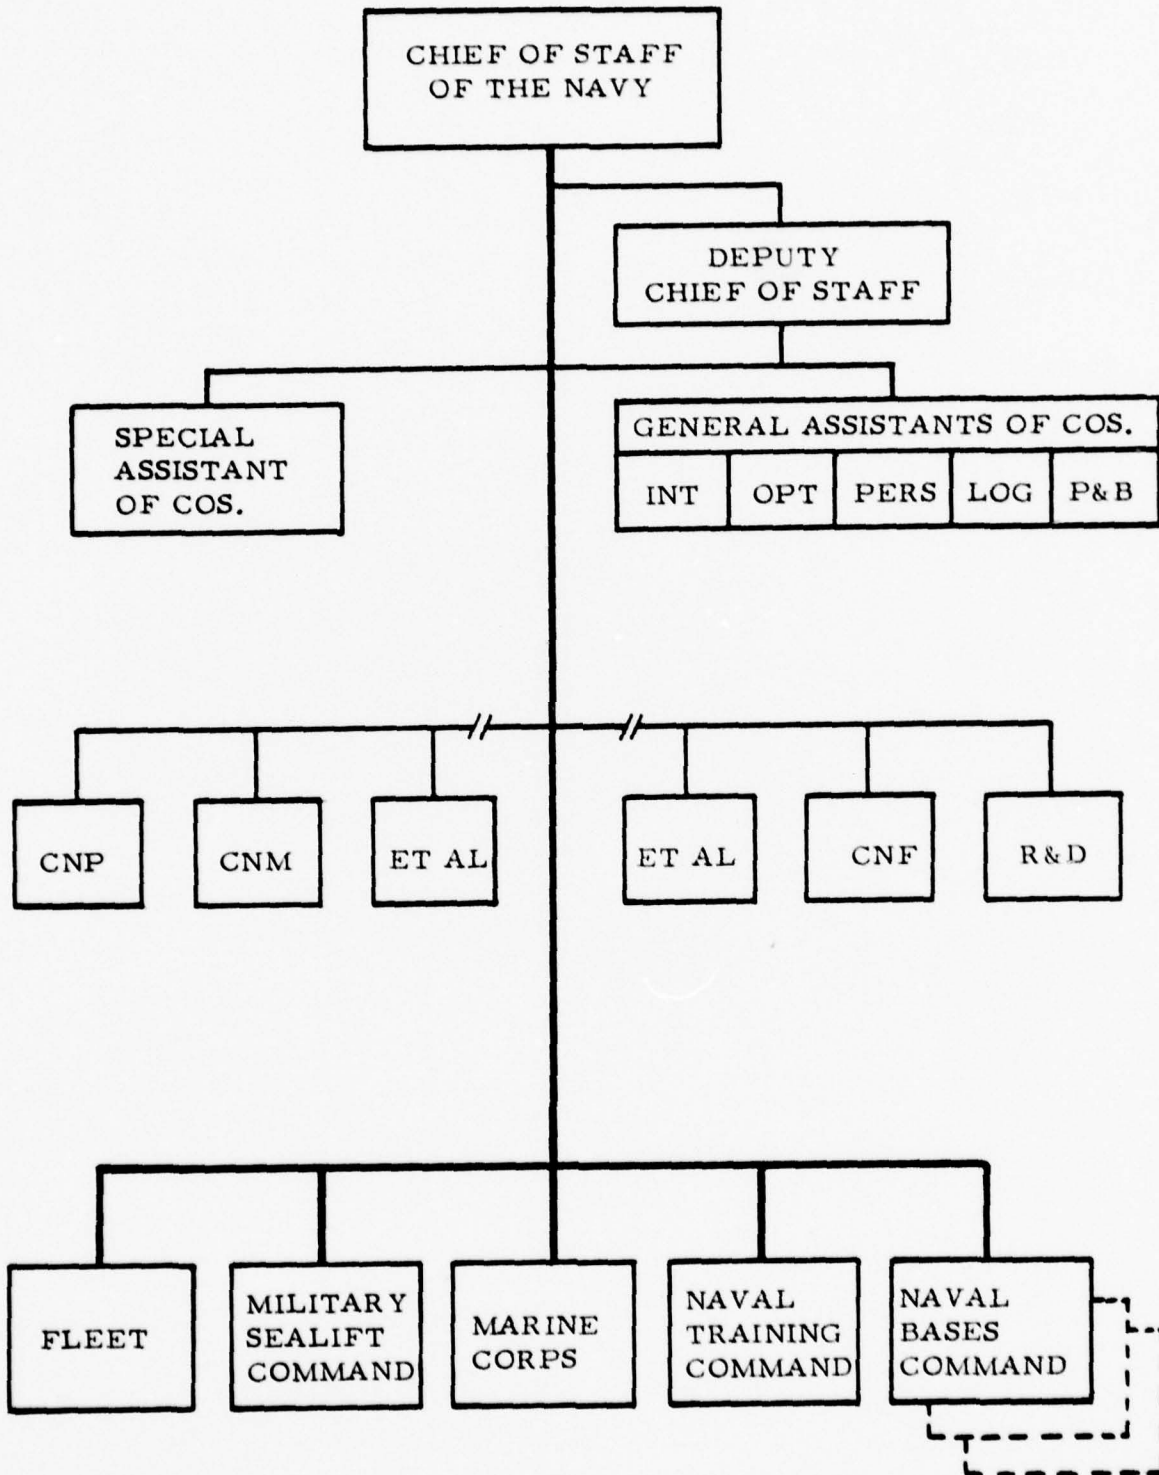 CHIEF OF STAFF
OF THE NAVY
DEPUTY
CHIEF OF STAFF
SPECIAL
ASSISTANT
OF COS.
GENERAL ASSISTANTS OF COS.
INT OPT PERS LOG P&B
CNP CNM ET AL ET AL CNF R&D
FLEET
MILITARY
SEALIFT
COMMAND
MARINE
CORPS
NAVAL
TRAINING
COMMAND
NAVAL
BASES
COMMAND